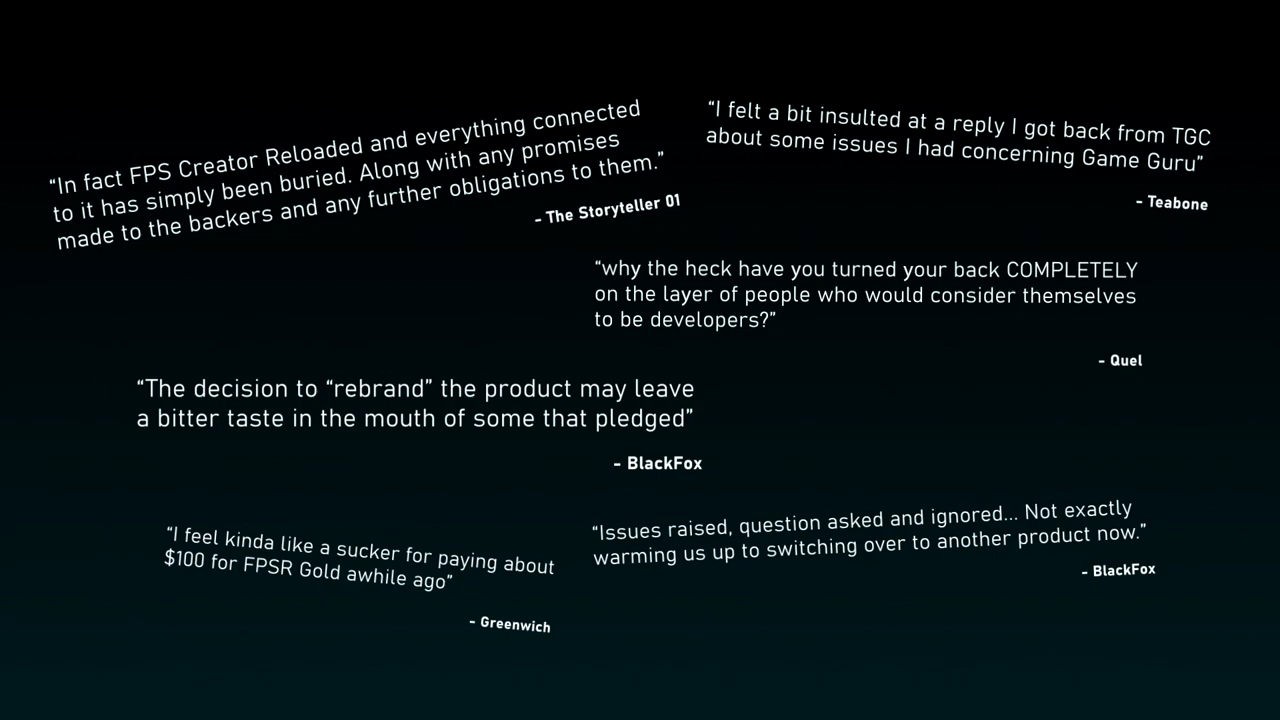 “In fact FPS Creator Reloaded and everything connected
to it has simply been buried. Along with any promises
made to the backers and any further obligations to them.”
- The Storyteller 01
“I felt a bit insulted at a reply I got back from TGC
about some issues I had concerning Game Guru”
- Teabone
“why the heck have you turned your back COMPLETELY
on the layer of people who would consider themselves
to be developers?”
- Quel
“The decision to “rebrand” the product may leave
a bitter taste in the mouth of some that pledged”
- BlackFox
“I feel kinda like a sucker for paying about
$100 for FPSR Gold awhile ago”
- Greenwich
“Issues raised, question asked and ignored... Not exactly
warming us up to switching over to another product now.”
- BlackFox